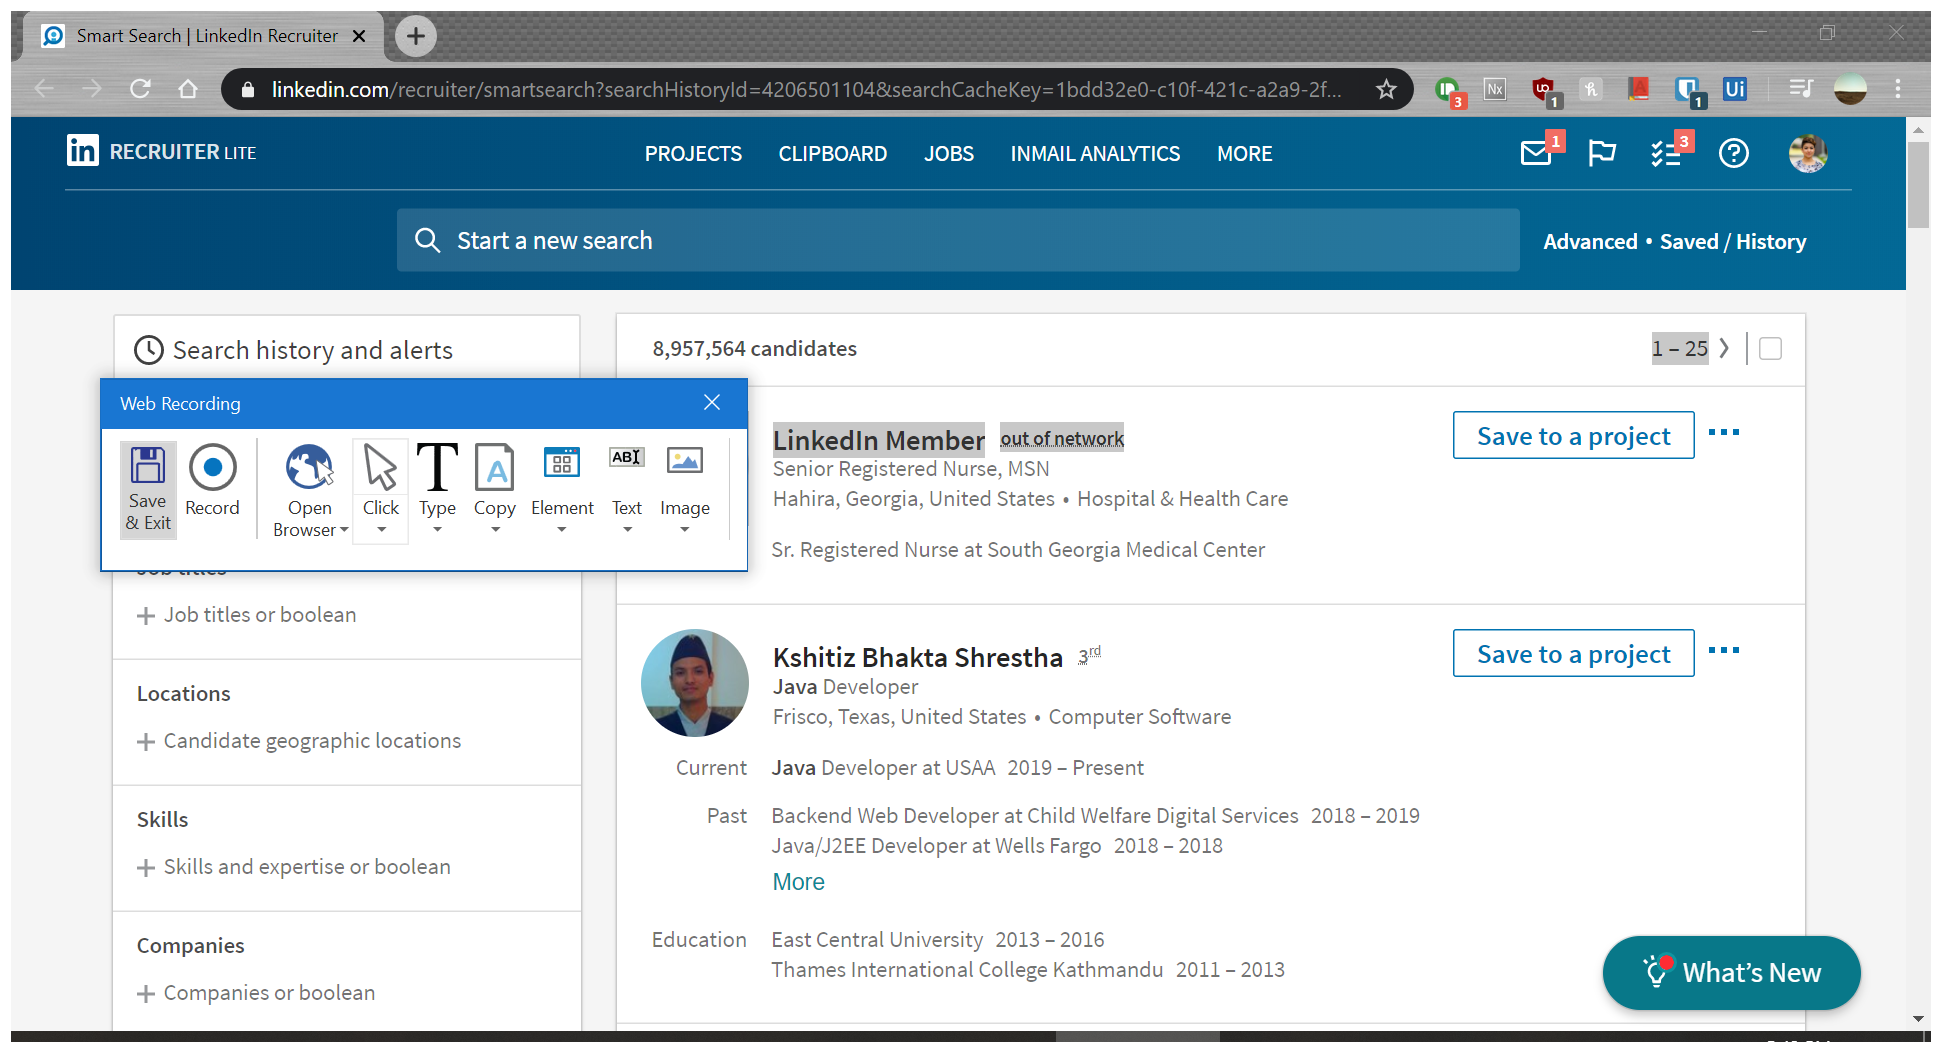 Smart Search | LinkedIn Recruiter
linkedin.com/recruiter/smartsearch?searchHistoryId=4206501104&searchCacheKey=1bdd32e0-c10f-421c-a2a9-2f...
3
Nx
1
1
Ui
in RECRUITER LITE
PROJECTS CLIPBOARD JOBS INMAIL ANALYTICS MORE
1
3
Start a new search
Advanced • Saved / History
Search history and alerts
8,957,564 candidates
1 – 25
Web Recording
Save & Exit
Record
Open Browser
Click
Type
Copy
Element
Text
Image
ABI
LinkedIn Member out of network
Senior Registered Nurse, MSN
Hahira, Georgia, United States • Hospital & Health Care
Sr. Registered Nurse at South Georgia Medical Center
Save to a project
Job titles
+ Job titles or boolean
Locations
+ Candidate geographic locations
Skills
+ Skills and expertise or boolean
Companies
+ Companies or boolean
Kshitiz Bhakta Shrestha 3rd
Java Developer
Frisco, Texas, United States • Computer Software
Save to a project
Current Java Developer at USAA 2019 – Present
Past Backend Web Developer at Child Welfare Digital Services 2018 – 2019
Java/J2EE Developer at Wells Fargo 2018 – 2018
More
Education East Central University 2013 – 2016
Thames International College Kathmandu 2011 – 2013
What's New